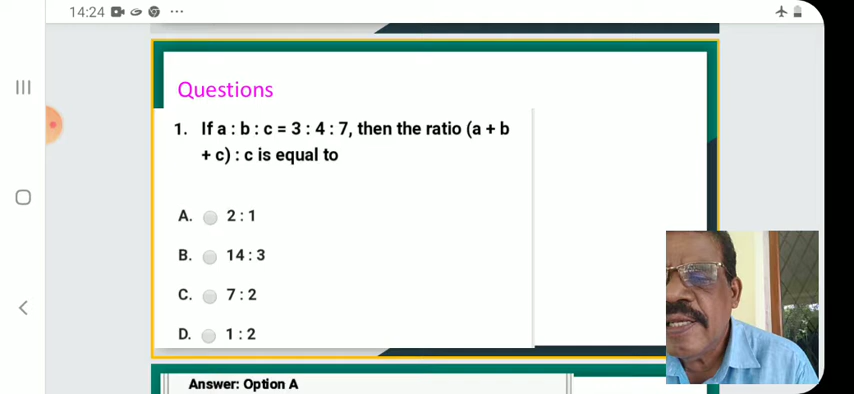 14:24
Questions
1. If a : b : c = 3 : 4 : 7, then the ratio (a + b
+ c) : c is equal to
A. 2 : 1
B. 14 : 3
C. 7 : 2
D. 1 : 2
Answer: Option A